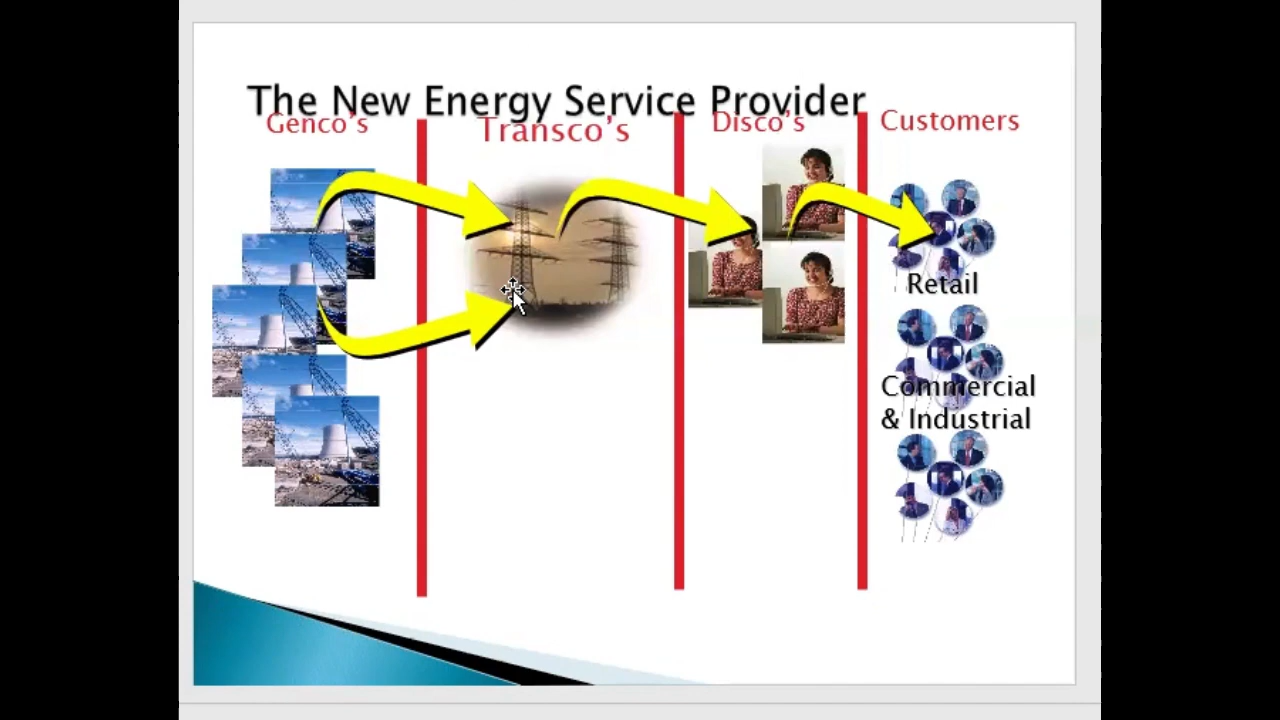 The New Energy Service Provider
Genco's
Transco's
Disco's
Customers
Retail
Commercial
& Industrial